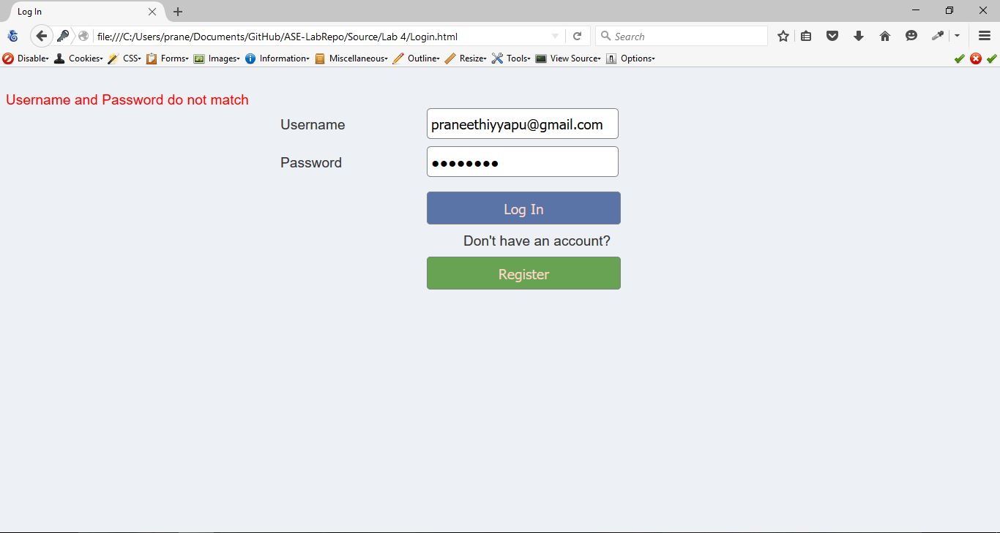 Log In
file:///C:/Users/prane/Documents/GitHub/ASE-LabRepo/Source/Lab 4/Login.html
Search
Disable Cookies CSS Forms Images Information Miscellaneous Outline Resize Tools View Source Options
Username and Password do not match
Username praneethiyyapu@gmail.com
Password ●●●●●●●●
Log In
Don't have an account?
Register